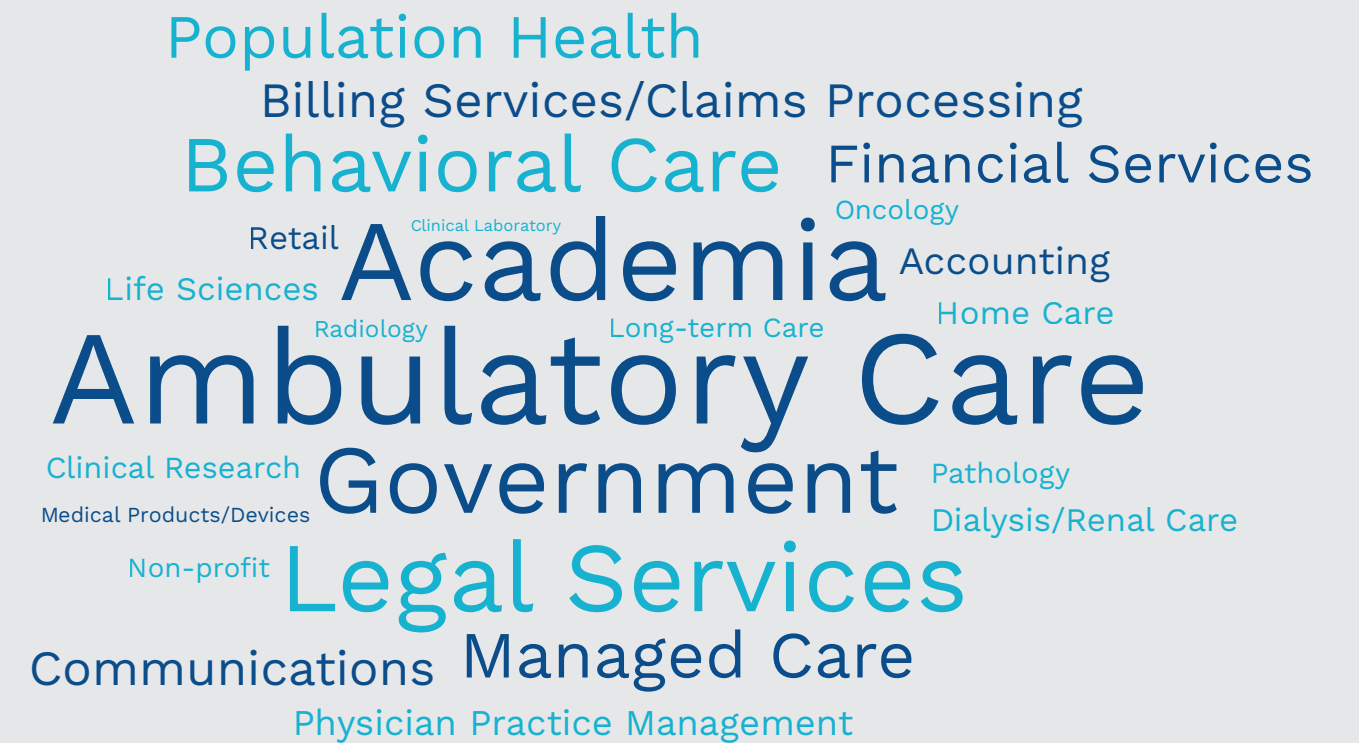 Population Health
Billing Services/Claims Processing
Behavioral Care
Financial Services
Oncology
Retail
Clinical Laboratory
Academia
Accounting
Life Sciences
Home Care
Radiology
Long-term Care
Ambulatory Care
Clinical Research
Government
Pathology
Medical Products/Devices
Dialysis/Renal Care
Non-profit
Legal Services
Communications
Managed Care
Physician Practice Management